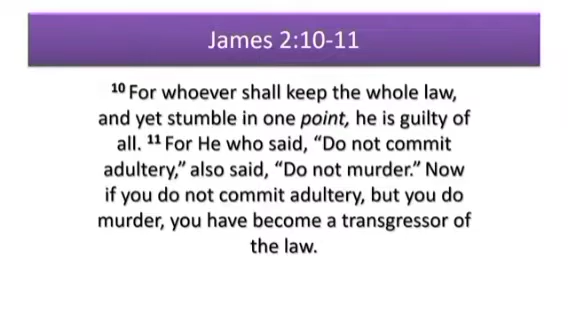 James 2:10-11
10 For whoever shall keep the whole law,
and yet stumble in one point, he is guilty of
all. 11 For He who said, “Do not commit
adultery,” also said, “Do not murder.” Now
if you do not commit adultery, but you do
murder, you have become a transgressor of
the law.